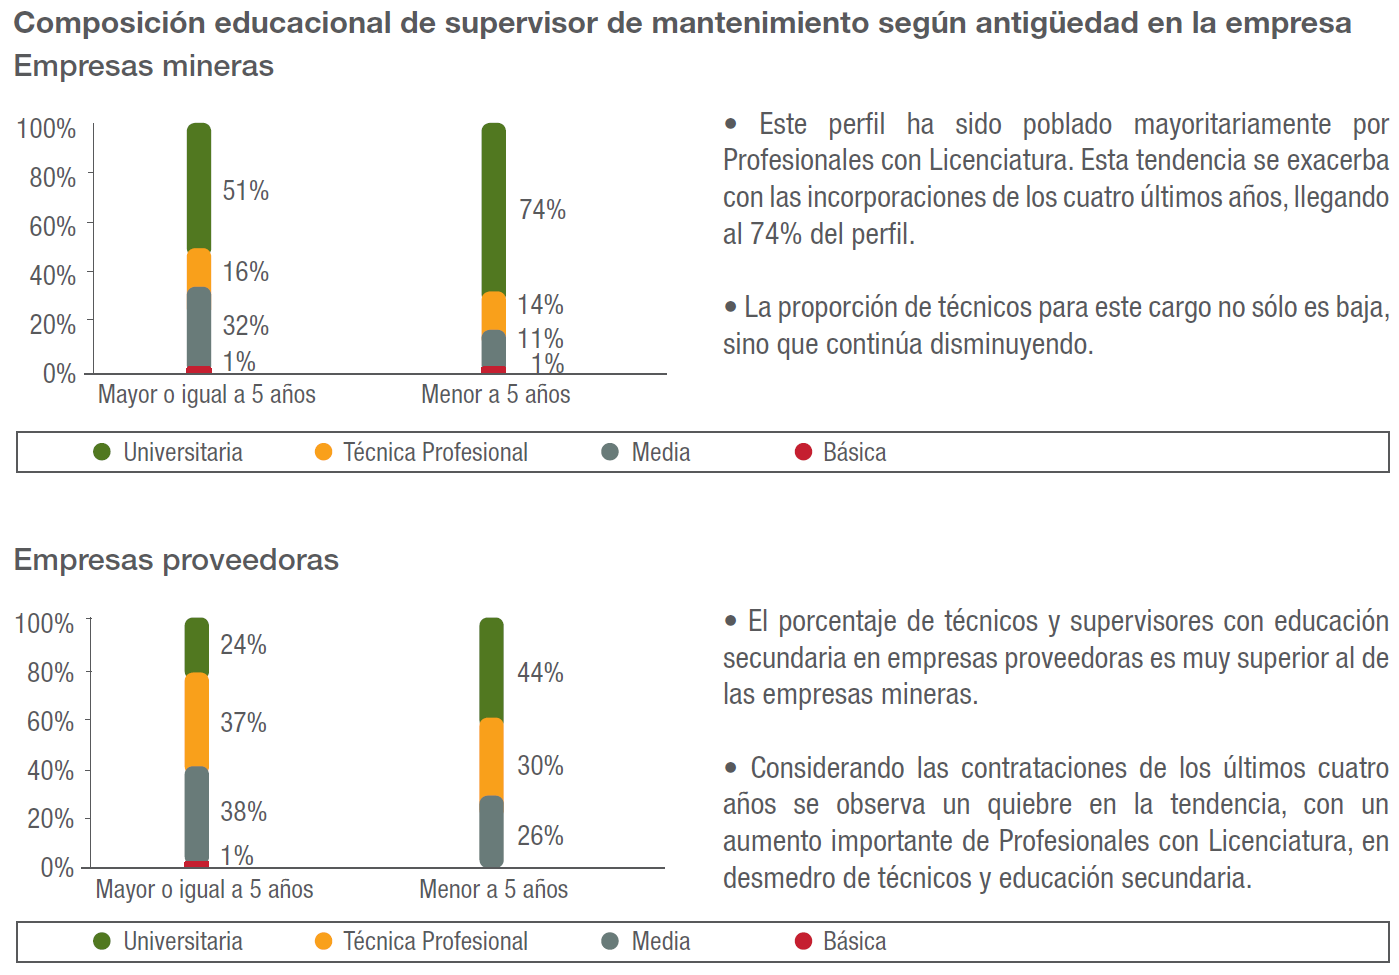 Composición educacional de supervisor de mantenimiento según antigüedad en la empresa
Empresas mineras
100%
80%
60%
40%
20%
0%
51%
16%
32%
1%
74%
14%
11%
1%
Mayor o igual a 5 años
Menor a 5 años
• Este perfil ha sido poblado mayoritariamente por
Profesionales con Licenciatura. Esta tendencia se exacerba
con las incorporaciones de los cuatro últimos años, llegando
al 74% del perfil.
• La proporción de técnicos para este cargo no sólo es baja,
sino que continúa disminuyendo.
Universitaria Técnica Profesional Media Básica
Empresas proveedoras
100%
80%
60%
40%
20%
0%
24%
37%
38%
1%
44%
30%
26%
Mayor o igual a 5 años
Menor a 5 años
• El porcentaje de técnicos y supervisores con educación
secundaria en empresas proveedoras es muy superior al de
las empresas mineras.
• Considerando las contrataciones de los últimos cuatro
años se observa un quiebre en la tendencia, con un
aumento importante de Profesionales con Licenciatura, en
desmedro de técnicos y educación secundaria.
Universitaria Técnica Profesional Media Básica